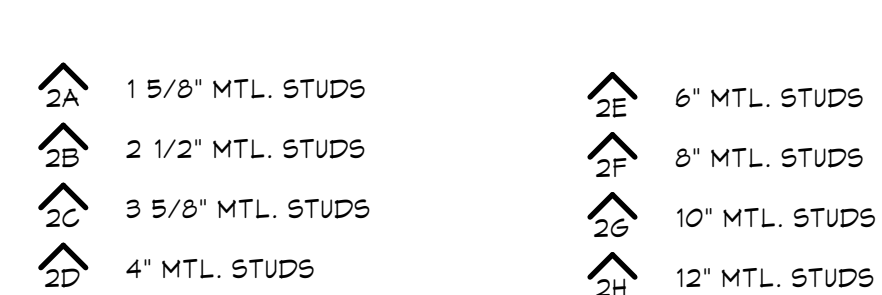 2A 1 5/8" MTL. STUDS
2B 2 1/2" MTL. STUDS
2C 3 5/8" MTL. STUDS
2D 4" MTL. STUDS
2E 6" MTL. STUDS
2F 8" MTL. STUDS
2G 10" MTL. STUDS
2H 12" MTL. STUDS